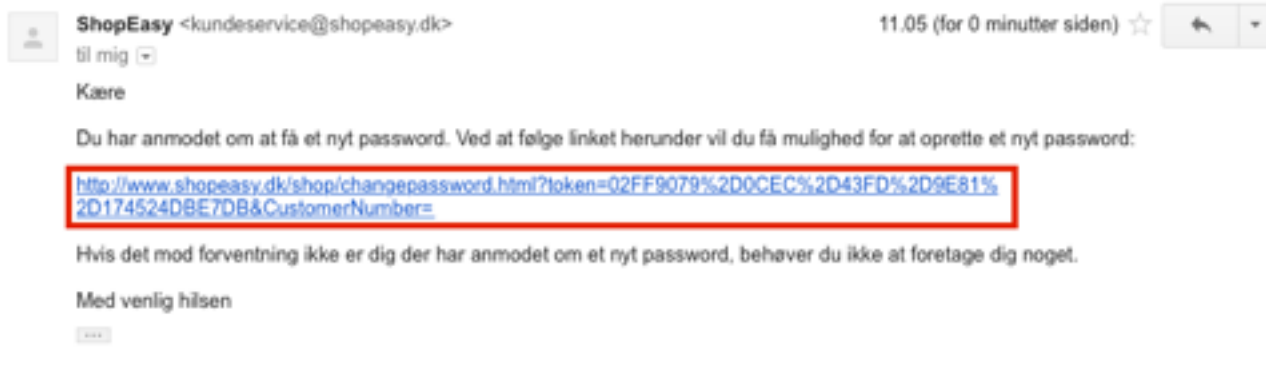 ShopEasy <kundeservice@shopeasy.dk> 11.05 (for 0 minutter siden)
til mig
Kære
Du har anmodet om at få et nyt password. Ved at følge linket herunder vil du få mulighed for at oprette et nyt password:
http://www.shopeasy.dk/shop/changepassword.html?token=02FF9079%2D0CEC%2D43FD%2D9E81%
2D174524DBE7DB&CustomerNumber=
Hvis det mod forventning ikke er dig der har anmodet om et nyt password, behøver du ikke at foretage dig noget.
Med venlig hilsen